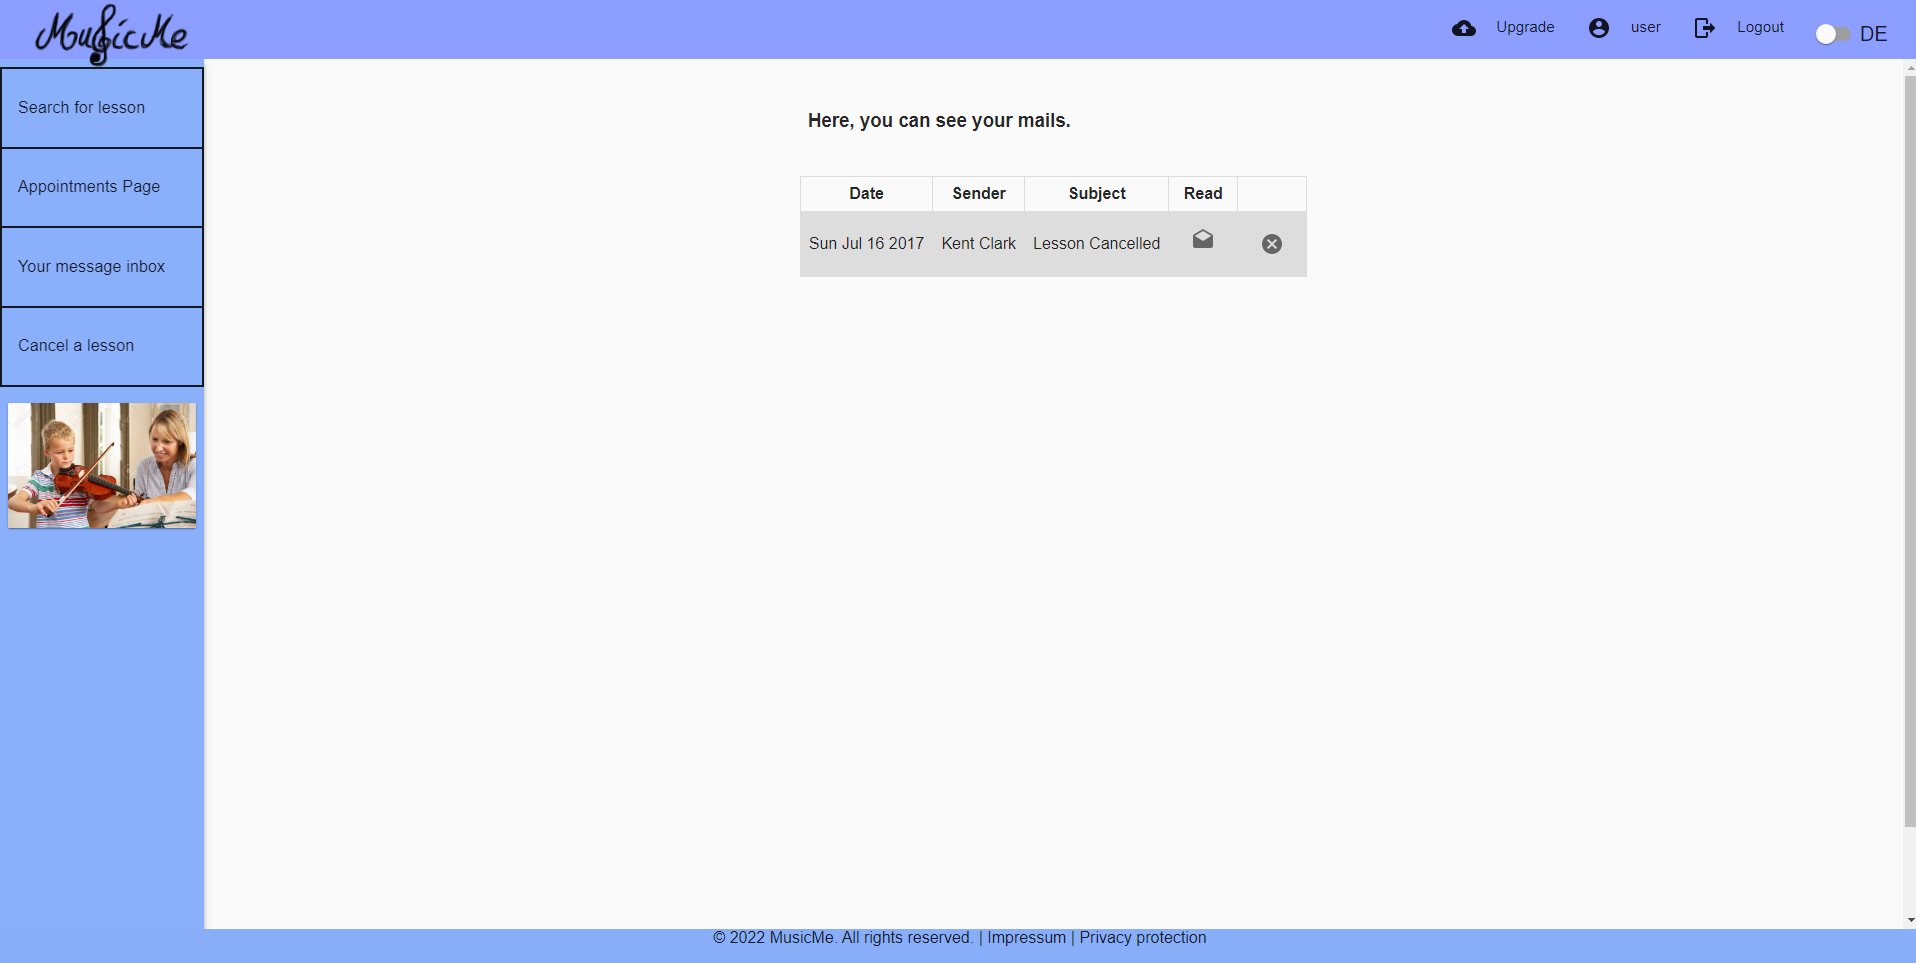 MusicMe
Upgrade user Logout DE
Search for lesson
Appointments Page
Your message inbox
Cancel a lesson
Here, you can see your mails.
Date Sender Subject Read
Sun Jul 16 2017 Kent Clark Lesson Cancelled
© 2022 MusicMe. All rights reserved. | Impressum | Privacy protection